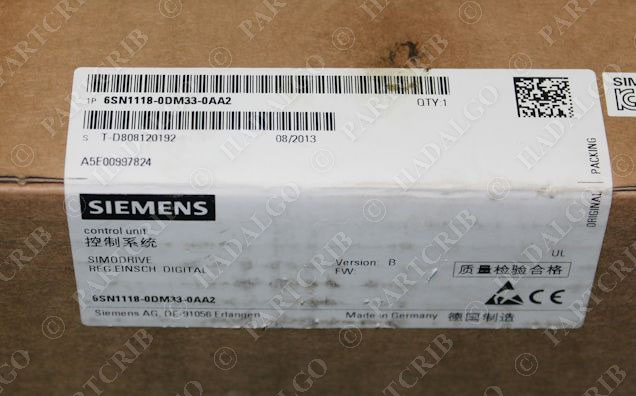 1P 6SN1118-0DM33-0AA2
QTY:1
S T-D808120192 08/2013
A5E00997824
ORIGINAL PACKING
SIEMENS
control unit
控制系统
SIMODRIVE
REG.EINSCH DIGITAL
Version: B
FW:
UL
质量检验合格
6SN1118-0DM33-0AA2
CE
Siemens AG, DE-91056 Erlangen
Made in Germany 德国制造
SIM
PARTCRIB
HADALGO